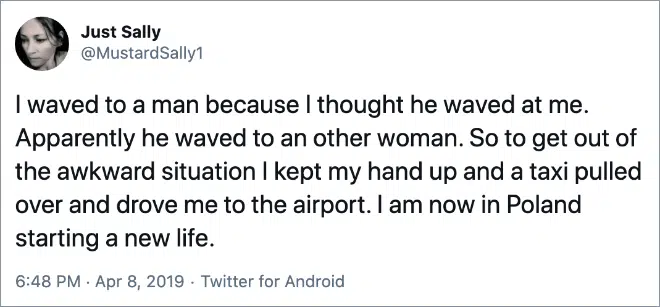 Just Sally
@MustardSally1
I waved to a man because I thought he waved at me.
Apparently he waved to an other woman. So to get out of
the awkward situation I kept my hand up and a taxi pulled
over and drove me to the airport. I am now in Poland
starting a new life.
6:48 PM · Apr 8, 2019 · Twitter for Android